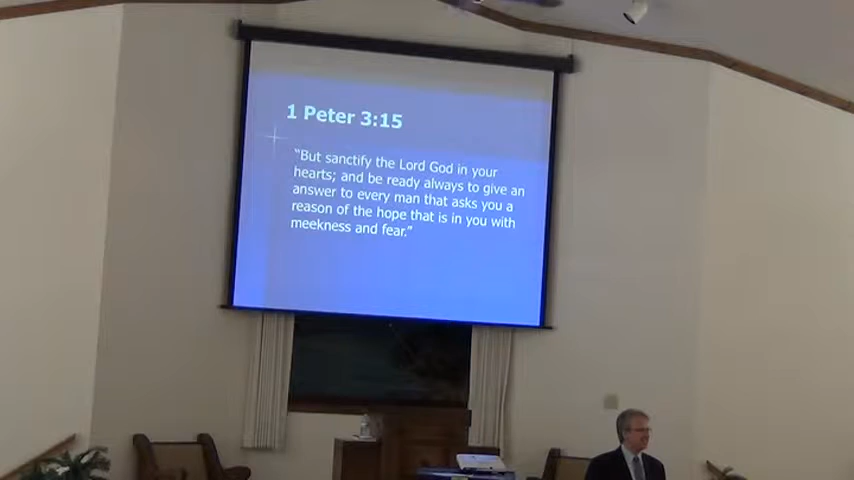 1 Peter 3:15
“But sanctify the Lord God in your
hearts; and be ready always to give an
answer to every man that asks you a
reason of the hope that is in you with
meekness and fear.”